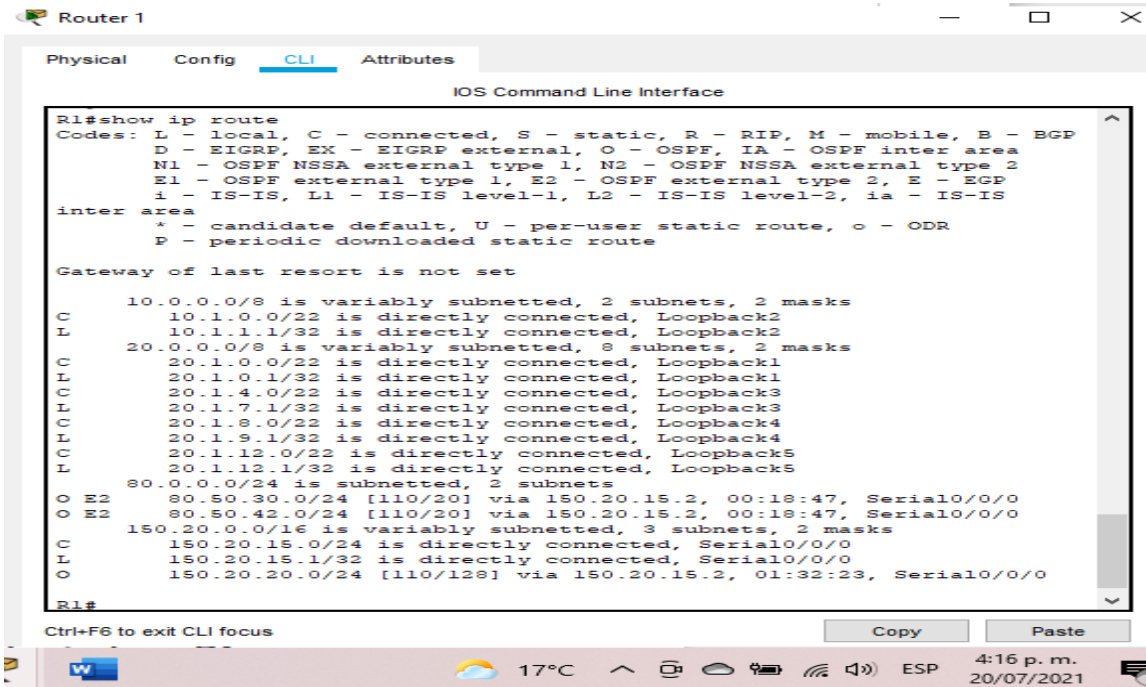 Router 1
Physical Config CLI Attributes
IOS Command Line Interface
R1#show ip route
Codes: L - local, C - connected, S - static, R - RIP, M - mobile, B - BGP
D - EIGRP, EX - EIGRP external, O - OSPF, IA - OSPF inter area
N1 - OSPF NSSA external type 1, N2 - OSPF NSSA external type 2
E1 - OSPF external type 1, E2 - OSPF external type 2, E - EGP
i - IS-IS, L1 - IS-IS level-1, L2 - IS-IS level-2, ia - IS-IS
inter area
* - candidate default, U - per-user static route, o - ODR
P - periodic downloaded static route
Gateway of last resort is not set
10.0.0.0/8 is variably subnetted, 2 subnets, 2 masks
C 10.1.0.0/22 is directly connected, Loopback2
L 10.1.1.1/32 is directly connected, Loopback2
20.0.0.0/8 is variably subnetted, 8 subnets, 2 masks
C 20.1.0.0/22 is directly connected, Loopback1
L 20.1.0.1/32 is directly connected, Loopback1
C 20.1.4.0/22 is directly connected, Loopback3
L 20.1.7.1/32 is directly connected, Loopback3
C 20.1.8.0/22 is directly connected, Loopback4
L 20.1.9.1/32 is directly connected, Loopback4
C 20.1.12.0/22 is directly connected, Loopback5
L 20.1.12.1/32 is directly connected, Loopback5
80.0.0.0/24 is subnetted, 2 subnets
O E2 80.50.30.0/24 [110/20] via 150.20.15.2, 00:18:47, Serial0/0/0
O E2 80.50.42.0/24 [110/20] via 150.20.15.2, 00:18:47, Serial0/0/0
150.20.0.0/16 is variably subnetted, 3 subnets, 2 masks
C 150.20.15.0/24 is directly connected, Serial0/0/0
L 150.20.15.1/32 is directly connected, Serial0/0/0
O 150.20.20.0/24 [110/128] via 150.20.15.2, 01:32:23, Serial0/0/0
R1#
Ctrl+F6 to exit CLI focus Copy Paste
W 17°C ESP 4:16 p. m.
20/07/2021